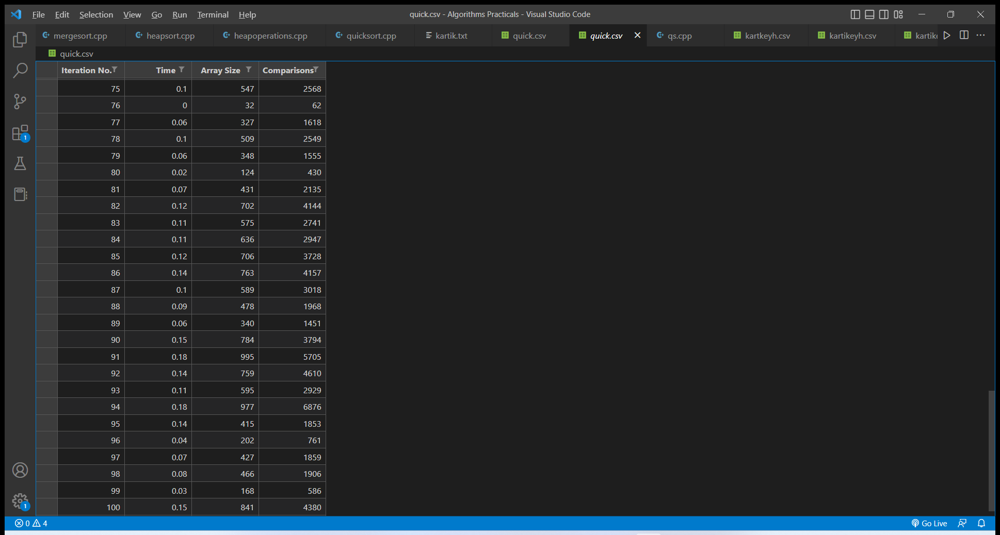 File Edit Selection View Go Run Terminal Help quick.csv - Algorithms Practicals - Visual Studio Code
mergesort.cpp heapsort.cpp heapoperations.cpp quicksort.cpp kartik.txt quick.csv quick.csv qs.cpp kartkeyh.csv kartikeyh.csv kartike
quick.csv
Iteration No. Time Array Size Comparisons
75 0.1 547 2568
76 0 32 62
77 0.06 327 1618
78 0.1 509 2549
79 0.06 348 1555
80 0.02 124 430
81 0.07 431 2135
82 0.12 702 4144
83 0.11 575 2741
84 0.11 636 2947
85 0.12 706 3728
86 0.14 763 4157
87 0.1 589 3018
88 0.09 478 1968
89 0.06 340 1451
90 0.15 784 3794
91 0.18 995 5705
92 0.14 759 4610
93 0.11 595 2929
94 0.18 977 6876
95 0.14 415 1853
96 0.04 202 761
97 0.07 427 1859
98 0.08 466 1906
99 0.03 168 586
100 0.15 841 4380
1
1
0 4 Go Live